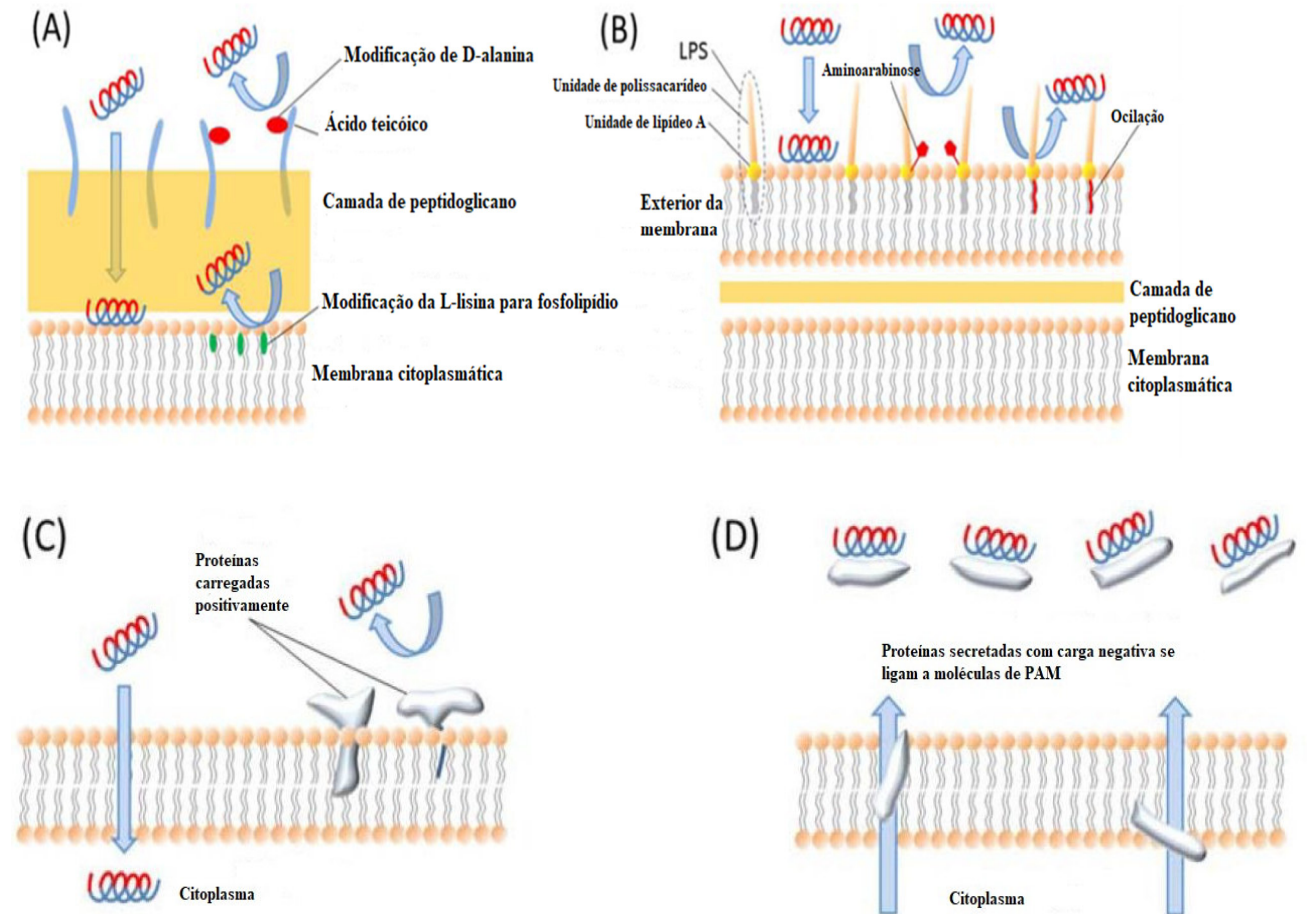 (A)
Modificação de D-alanina
Ácido teicóico
Camada de peptidoglicano
Modificação da L-lisina para fosfolipídio
Membrana citoplasmática
(B)
LPS
Unidade de polissacarídeo
Unidade de lipídeo A
Aminoarabinose
Ocilação
Exterior da
membrana
Camada de
peptidoglicano
Membrana
citoplasmática
(C)
Proteínas
carregadas
positivamente
Citoplasma
(D)
Proteínas secretadas com carga negativa se
ligam a moléculas de PAM
Citoplasma